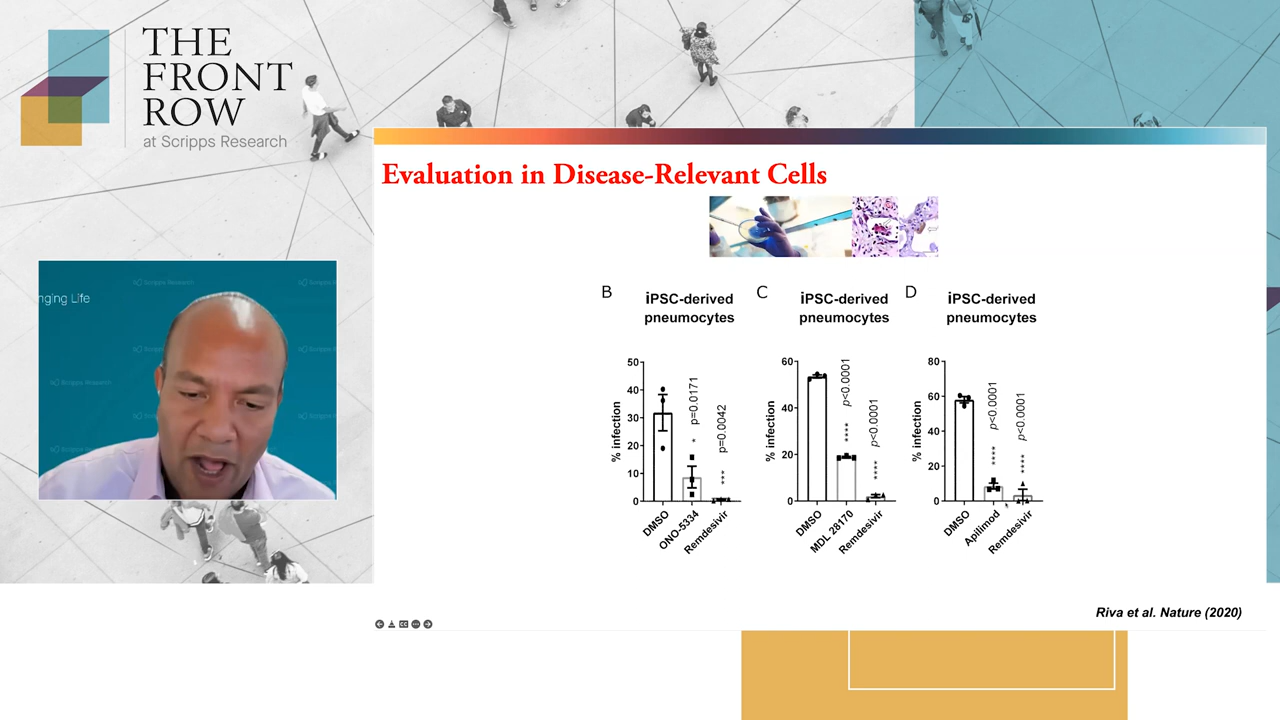 THE
FRONT
ROW
at Scripps Research
Evaluation in Disease-Relevant Cells
nging Life
Scripps Research
B
iPSC-derived
pneumocytes
50
40
30
20
10
0
% infection
p=0.0171
*
p=0.0042
***
DMSO
ONO-5334
Remdesivir
C
iPSC-derived
pneumocytes
60
40
20
0
% infection
p<0.0001
****
p<0.0001
****
DMSO
MDL 28170
Remdesivir
D
iPSC-derived
pneumocytes
80
60
40
20
0
% infection
p<0.0001
****
p<0.0001
****
DMSO
Apilimod
Remdesivir
Riva et al. Nature (2020)